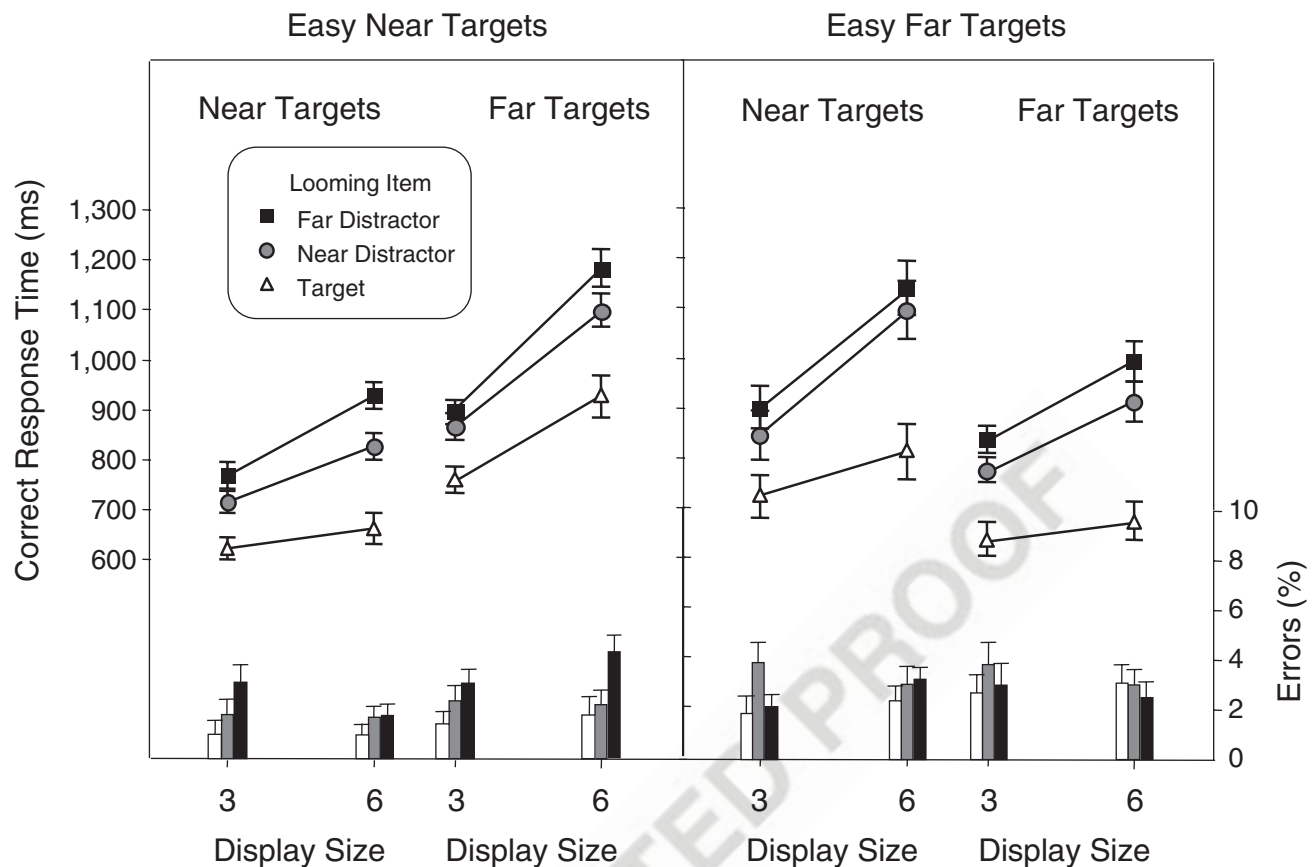 Easy Near Targets
Easy Far Targets
Near Targets
Far Targets
Near Targets
Far Targets
Looming Item
Far Distractor
Near Distractor
Target
Correct Response Time (ms)
1,300
1,200
1,100
1,000
900
800
700
600
10
8
6
4
2
0
Errors (%)
3
6
3
6
3
6
3
6
Display Size
Display Size
Display Size
Display Size
TED PROOF